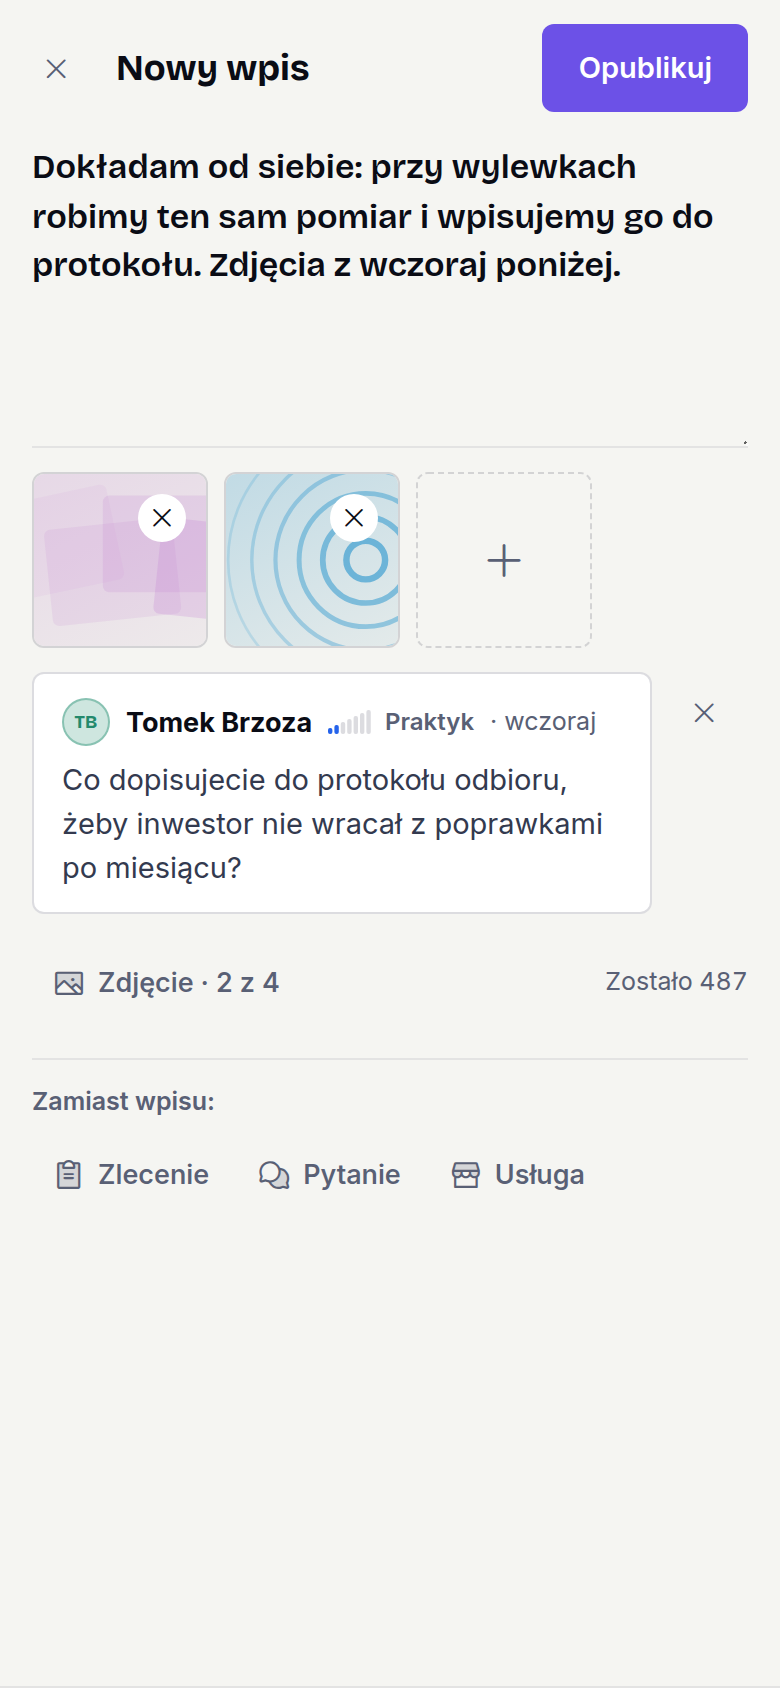 Nowy wpis
Opublikuj
Dokładam od siebie: przy wylewkach
robimy ten sam pomiar i wpisujemy go do
protokołu. Zdjęcia z wczoraj poniżej.
TB Tomek Brzoza Praktyk · wczoraj
Co dopisujecie do protokołu odbioru,
żeby inwestor nie wracał z poprawkami
po miesiącu?
Zdjęcie · 2 z 4
Zostało 487
Zamiast wpisu:
Zlecenie Pytanie Usługa